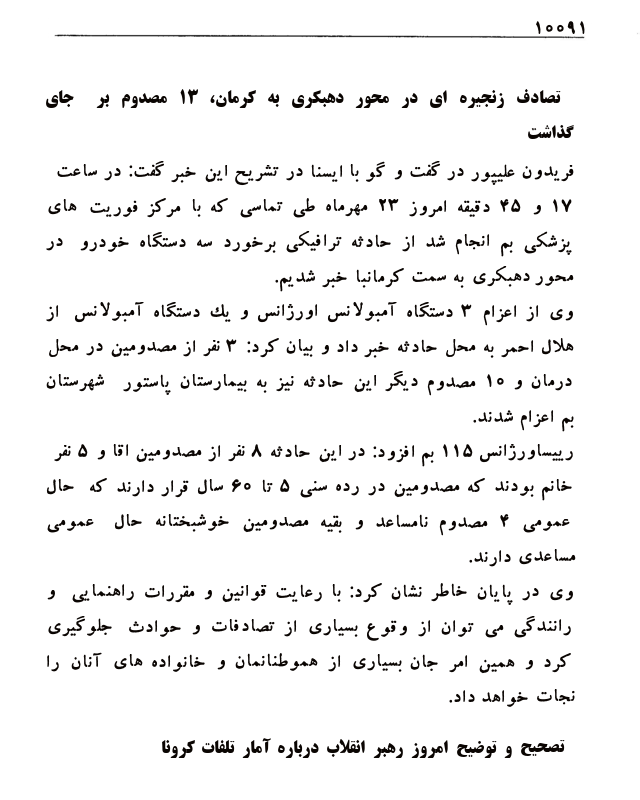 ۱۰۰۹۱
تصادف زنجیره ای در محور دهبکری به کرمان، ۱۳ مصدوم بر جای
گذاشت
فریدون علیپور در گفت و گو با ایسنا در تشریح این خبر گفت: در ساعت
۱۷ و ۴۵ دقیقه امروز ۲۳ مهرماه طی تماسی که با مرکز فوریت های
پزشکی بم انجام شد از حادثه ترافیکی برخورد سه دستگاه خودرو در
محور دهبکری به سمت کرمانبا خبر شدیم.
وی از اعزام ۳ دستگاه آمبولانس اورژانس و یك دستگاه آمبولانس از
هلال احمر به محل حادثه خبر داد و بیان کرد: ۳ نفر از مصدومین در محل
درمان و ۱۰ مصدوم دیگر این حادثه نیز به بیمارستان پاستور شهرستان
بم اعزام شدند.
رییساورژانس ۱۱۵ بم افزود: در این حادثه ۸ نفر از مصدومین اقا و ۵ نفر
خانم بودند که مصدومین در رده سنی ۵ تا ۶۰ سال قرار دارند که حال
عمومی ۴ مصدوم نامساعد و بقیه مصدومین خوشبختانه حال عمومی
مساعدی دارند.
وی در پایان خاطر نشان کرد: با رعایت قوانین و مقررات راهنمایی و
رانندگی می توان از وقوع بسیاری از تصادفات و حوادث جلوگیری
کرد و همین امر جان بسیاری از هموطنانمان و خانواده های آنان را
نجات خواهد داد.
تصحیح و توضیح امروز رهبر انقلاب درباره آمار تلفات کرونا